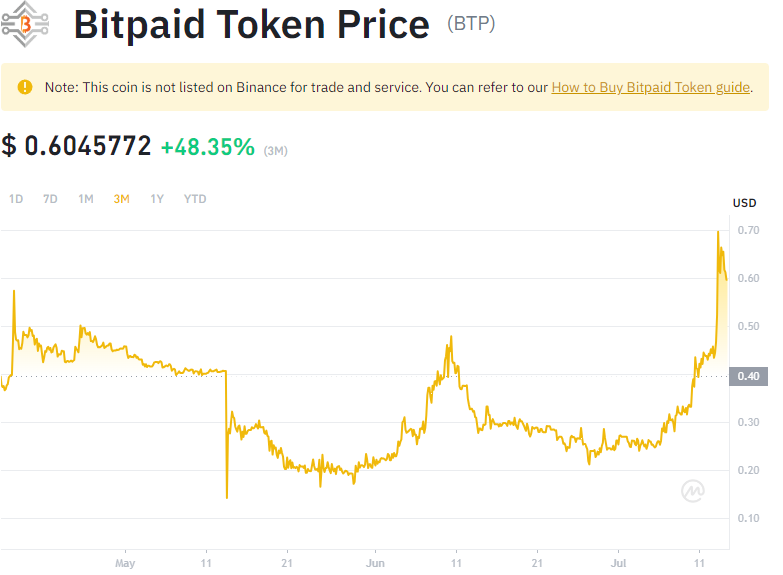 Bitpaid Token Price (BTP)
Note: This coin is not listed on Binance for trade and service. You can refer to our How to Buy Bitpaid Token guide.
$ 0.6045772 +48.35% (3M)
1D 7D 1M 3M 1Y YTD
USD
0.70
0.60
0.50
0.40
0.30
0.20
0.10
May 11 21 Jun 11 21 Jul 11